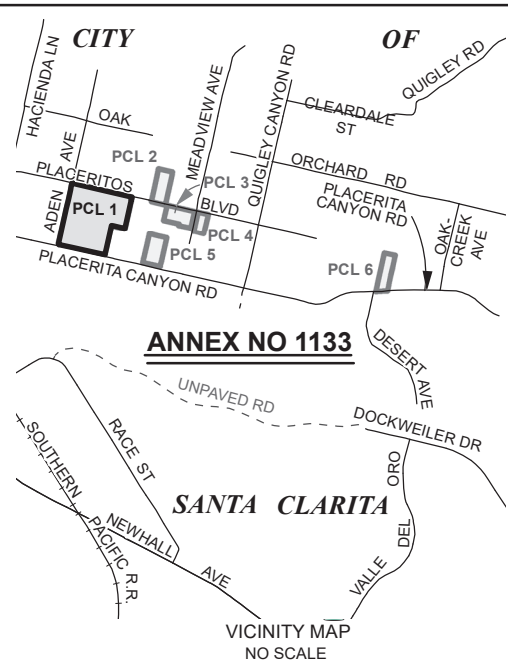 CITY OF
HACIENDA LN
OAK
AVE
ADEN
MEADVIEW AVE
QUIGLEY CANYON RD
QUIGLEY RD
CLEARDALE
ST
PCL 2
PCL 3
ORCHARD RD
PLACERITOS BLVD
PLACERITA
CANYON RD
PCL 1
PCL 4
OAK-
CREEK
AVE
PCL 5
PCL 6
PLACERITA CANYON RD
ANNEX NO 1133
DESERT AVE
UNPAVED RD
DOCKWEILER DR
RACE ST
SOUTHERN
PACIFIC R.R.
SANTA CLARITA
NEWHALL AVE
VALLE DEL ORO
VICINITY MAP
NO SCALE